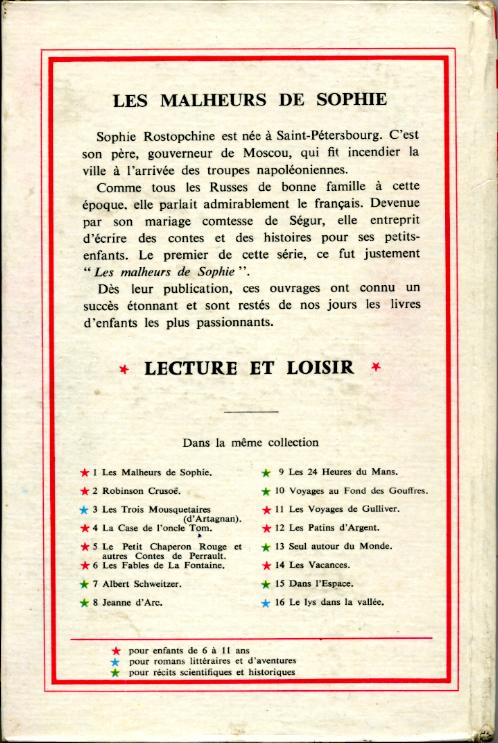 LES MALHEURS DE SOPHIE
Sophie Rostopchine est née à Saint-Pétersbourg. C'est
son père, gouverneur de Moscou, qui fit incendier la
ville à l'arrivée des troupes napoléoniennes.
Comme tous les Russes de bonne famille à cette
époque, elle parlait admirablement le français. Devenue
par son mariage comtesse de Ségur, elle entreprit
d'écrire des contes et des histoires pour ses petits-
enfants. Le premier de cette série, ce fut justement
"Les malheurs de Sophie".
Dès leur publication, ces ouvrages ont connu un
succès étonnant et sont restés de nos jours les livres
d'enfants les plus passionnants.
★ LECTURE ET LOISIR ★
Dans la même collection
★ 1 Les Malheurs de Sophie.
★ 2 Robinson Crusoë.
★ 3 Les Trois Mousquetaires
(d'Artagnan).
★ 4 La Case de l'oncle Tom.
★ 5 Le Petit Chaperon Rouge et
autres Contes de Perrault.
★ 6 Les Fables de La Fontaine.
★ 7 Albert Schweitzer.
★ 8 Jeanne d'Arc.
★ 9 Les 24 Heures du Mans.
★ 10 Voyages au Fond des Gouffres.
★ 11 Les Voyages de Gulliver.
★ 12 Les Patins d'Argent.
★ 13 Seul autour du Monde.
★ 14 Les Vacances.
★ 15 Dans l'Espace.
★ 16 Le lys dans la vallée.
★ pour enfants de 6 à 11 ans
★ pour romans littéraires et d'aventures
★ pour récits scientifiques et historiques